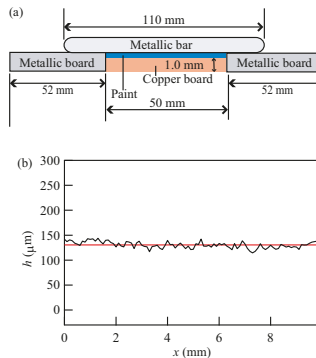 (a)
110 mm
Metallic bar
Metallic board
1.0 mm
Metallic board
Copper board
Paint
52 mm
50 mm
52 mm
(b)
300
250
200
150
100
50
0
h (μm)
0 2 4 6 8
x (mm)